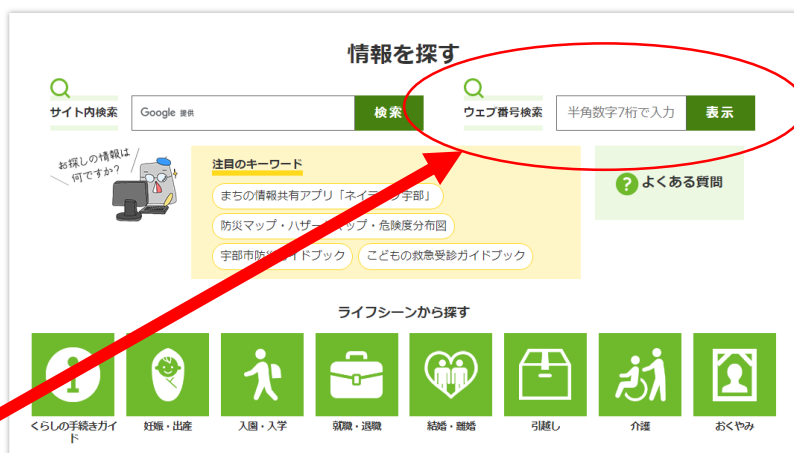 情報を探す
サイト内検索
Google 提供
検索
ウェブ番号検索
半角数字7桁で入力
表示
お探しの情報は
何ですか?
注目のキーワード
まちの情報共有アプリ「ネイ 宇部」
防災マップ・ハザ マップ・危険度分布図
宇部市防 イドブック
こどもの救急受診ガイドブック
?よくある質問
ライフシーンから探す
くらしの手続きガイ
ド
妊娠・出産
入園・入学
就職・退職
結婚・離婚
引越し
介護
おくやみ